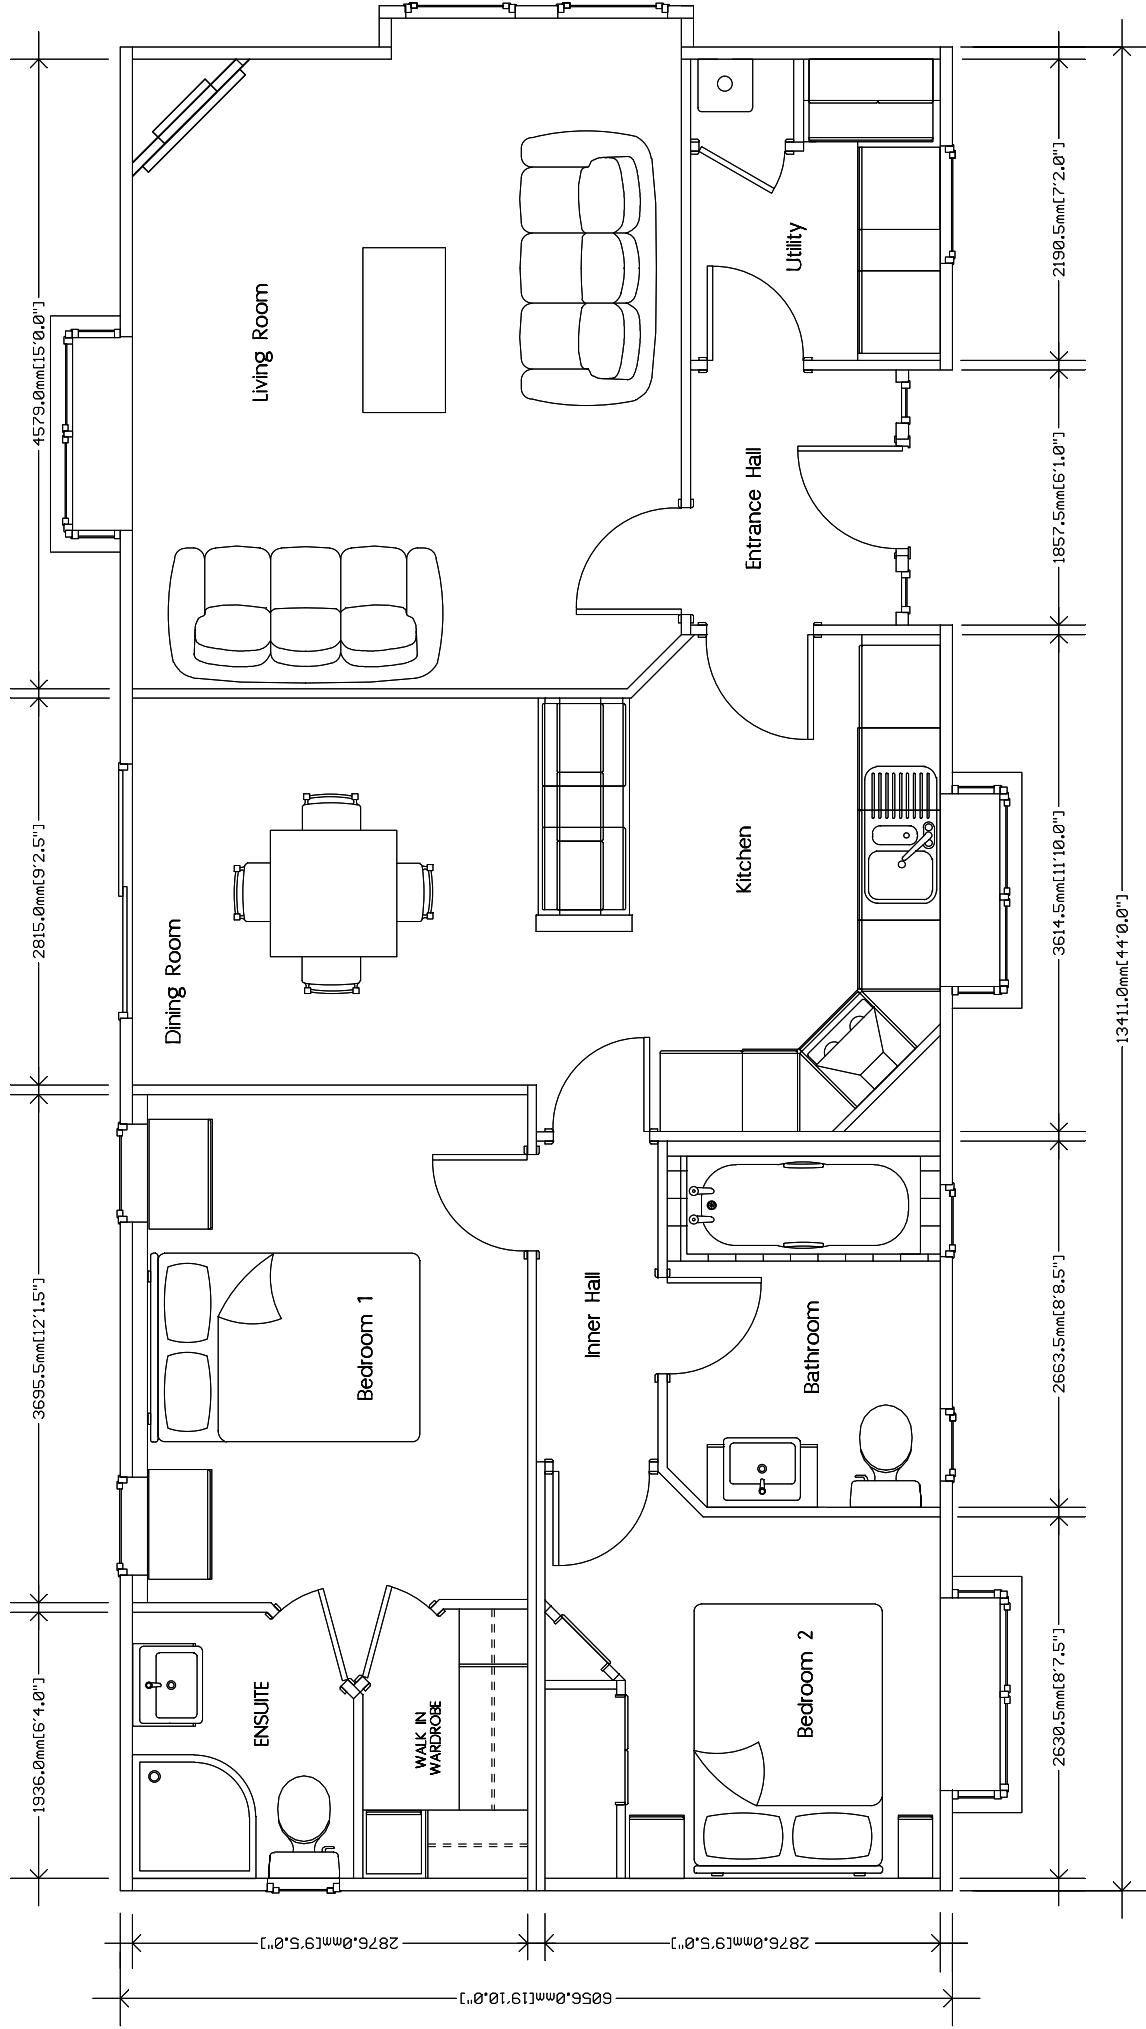 4579.0mm[15'0.0"]
2815.0mm[9'2.5"]
3695.5mm[12'1.5"]
1936.0mm[6'4.0"]
Living Room
Dining Room
Bedroom 1
ENSUITE
WALK IN
WARDROBE
Utility
Entrance Hall
Kitchen
Inner Hall
Bathroom
Bedroom 2
2190.5mm[7'2.0"]
1857.5mm[6'1.0"]
3614.5mm[11'10.0"]
2663.5mm[8'8.5"]
2630.5mm[8'7.5"]
13411.0mm[44'0.0"]
2876.0mm[9'5.0"]
2876.0mm[9'5.0"]
6056.0mm[19'10.0"]